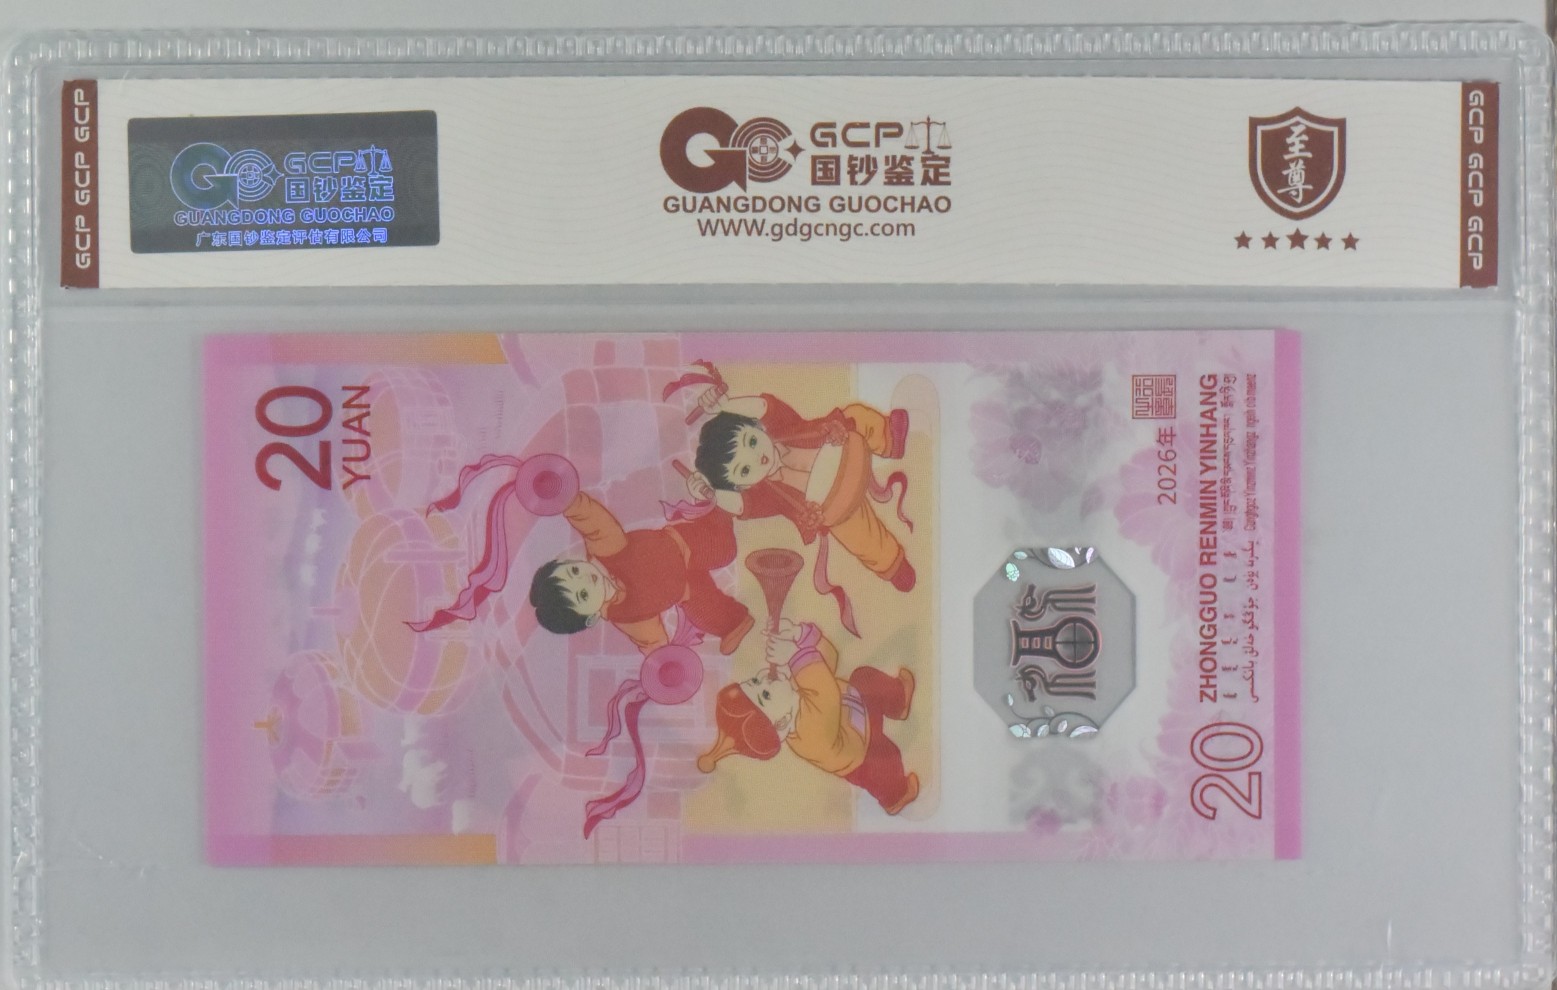 GCP GCP GCP
GCP
国钞鉴定
GUANGDONG GUOCHAO
广东国钞鉴定评估有限公司
GCP
国钞鉴定
GUANGDONG GUOCHAO
WWW.gdgcngc.com
至尊
GCP GCP GCP
20
YUAN
2026年
ZHONGGUO RENMIN YINHANG
20